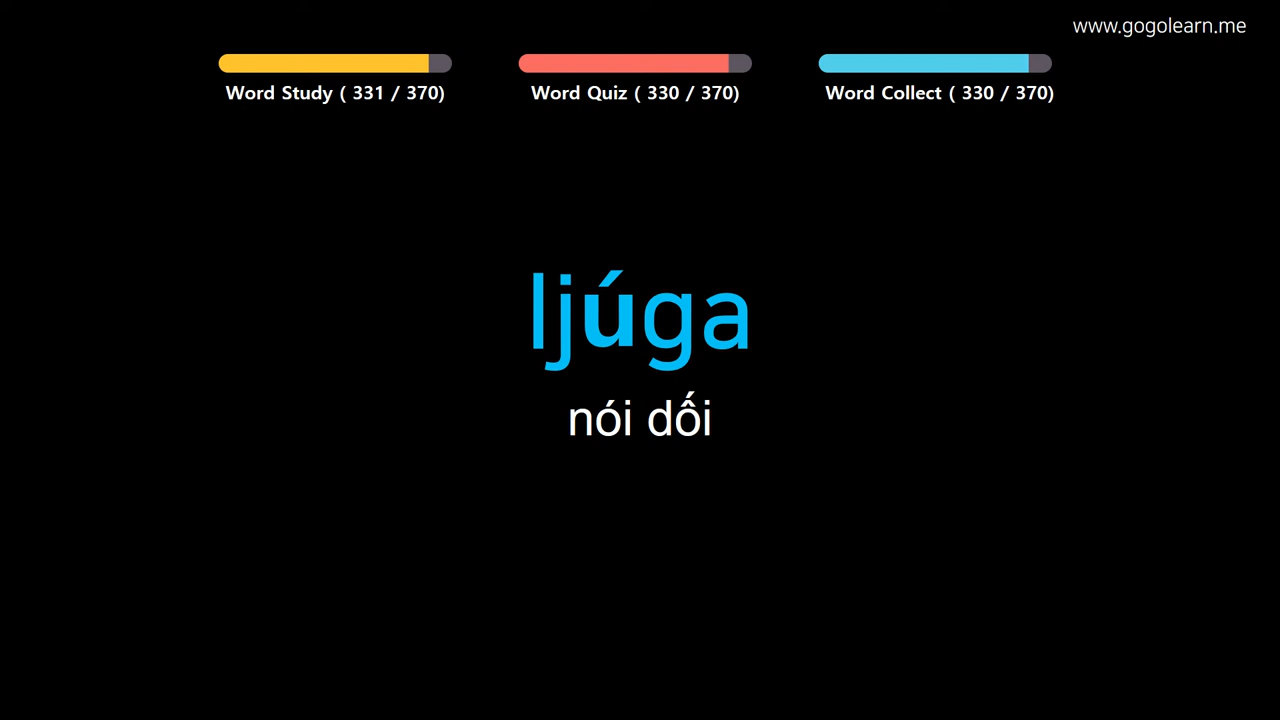 www.gogolearn.me
Word Study ( 331 / 370)
Word Quiz ( 330 / 370)
Word Collect ( 330 / 370)
ljúga
nói dối